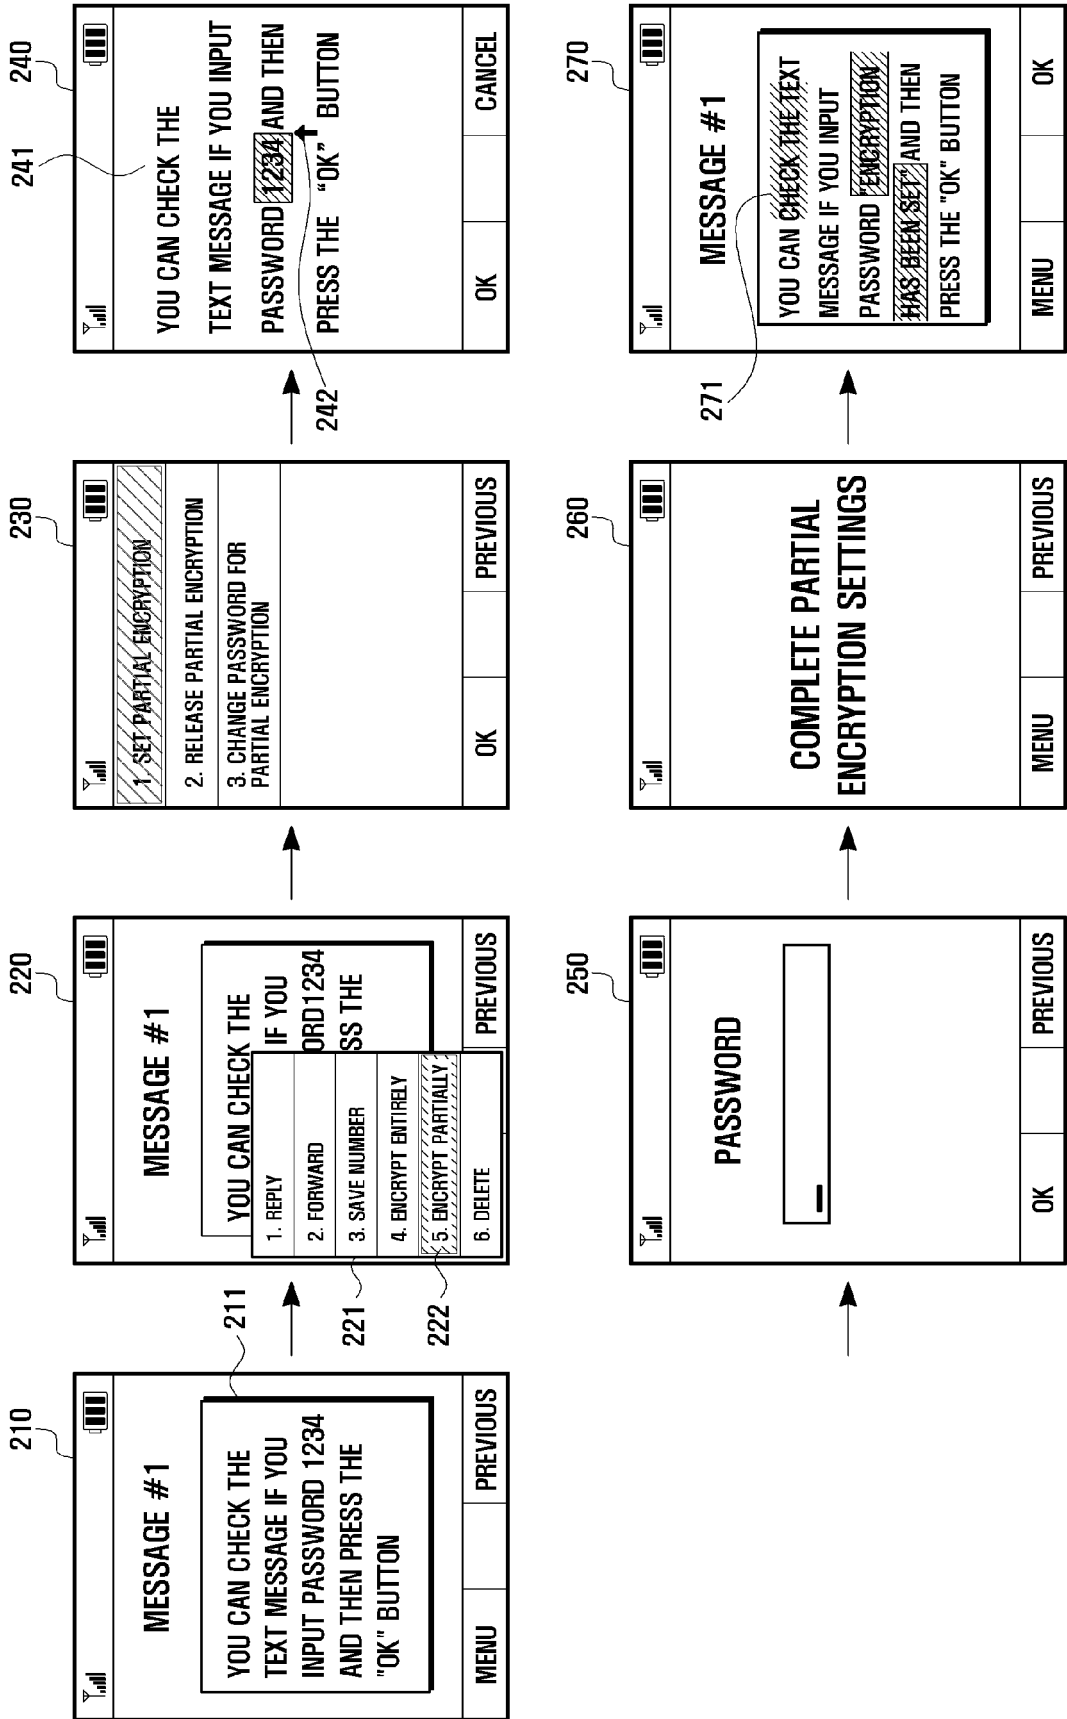 210
MESSAGE #1
YOU CAN CHECK THE
TEXT MESSAGE IF YOU
INPUT PASSWORD 1234
AND THEN PRESS THE
"OK" BUTTON
211
MENU
PREVIOUS
220
MESSAGE #1
YOU CAN CHECK THE
IF YOU
ORD1234
SS THE
1. REPLY
2. FORWARD
3. SAVE NUMBER
4. ENCRYPT ENTIRELY
5. ENCRYPT PARTIALLY
6. DELETE
221
222
PREVIOUS
230
1. SET PARTIAL ENCRYPTION
2. RELEASE PARTIAL ENCRYPTION
3. CHANGE PASSWORD FOR
PARTIAL ENCRYPTION
OK
PREVIOUS
240
241
YOU CAN CHECK THE
TEXT MESSAGE IF YOU INPUT
PASSWORD 1234 AND THEN
PRESS THE "OK" BUTTON
242
OK
CANCEL
250
PASSWORD
OK
PREVIOUS
260
COMPLETE PARTIAL
ENCRYPTION SETTINGS
MENU
PREVIOUS
270
MESSAGE #1
YOU CAN CHECK THE TEXT
MESSAGE IF YOU INPUT
PASSWORD "ENCRYPTION
HAS BEEN SET" AND THEN
PRESS THE "OK" BUTTON
271
MENU
OK